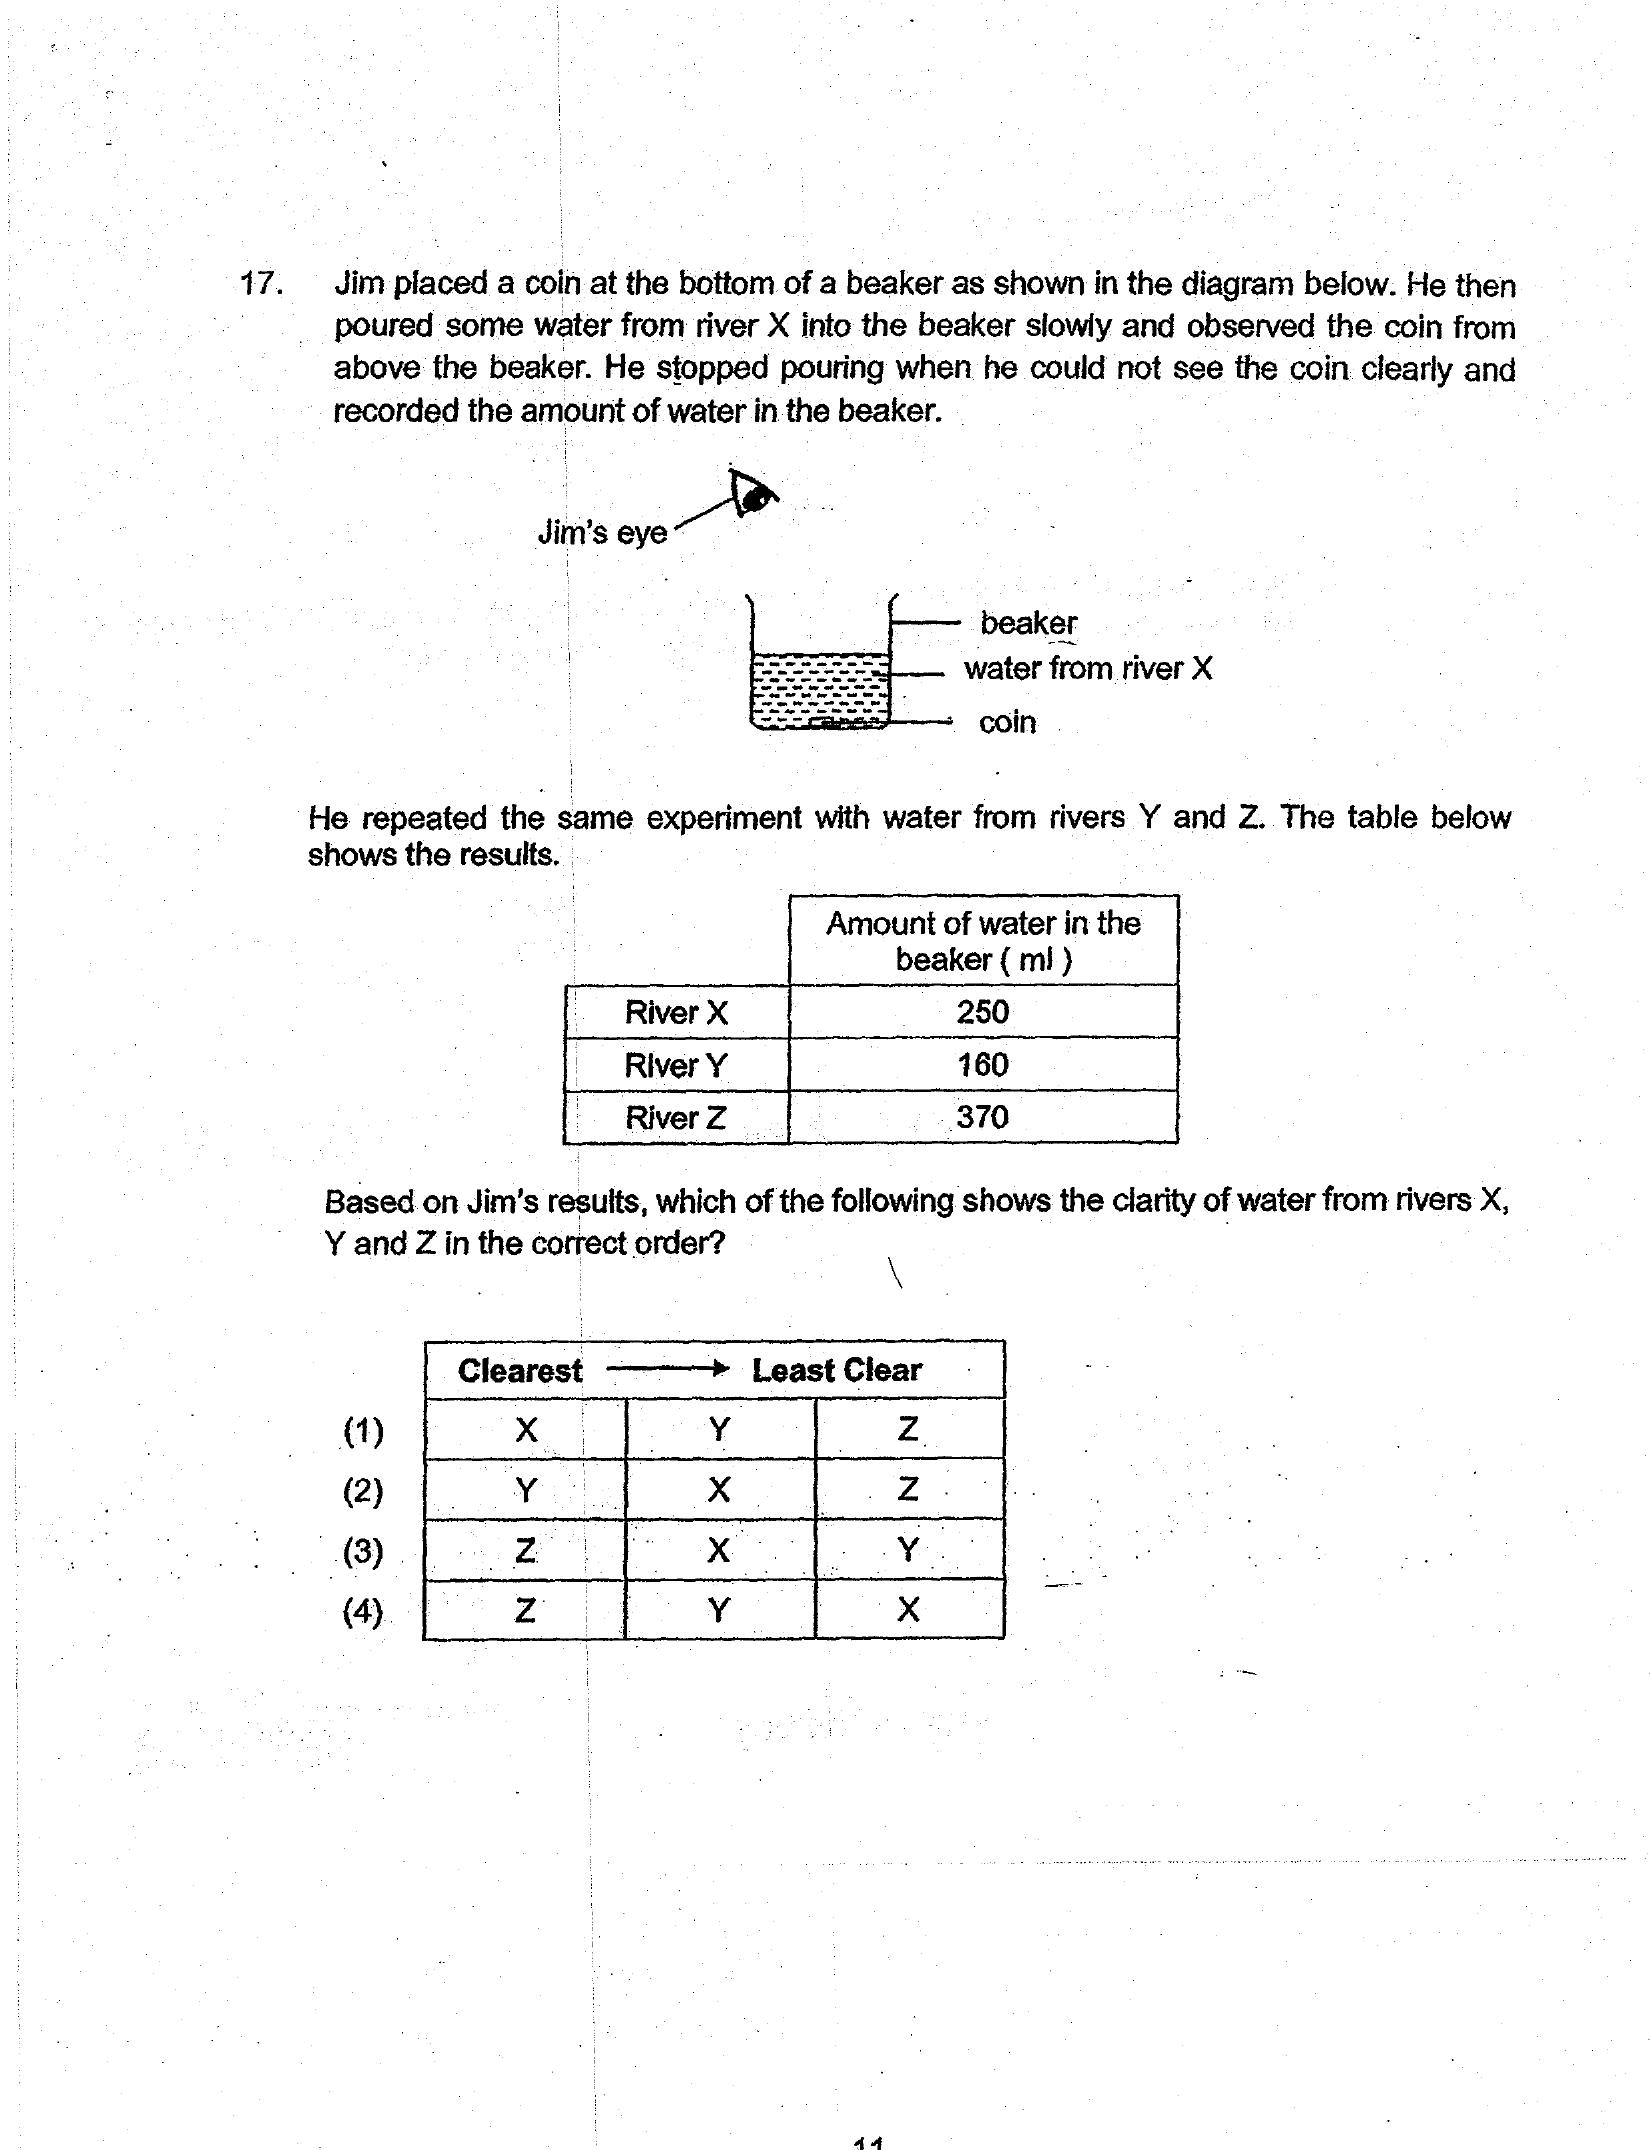 17. Jim placed a coin at the bottom of a beaker as shown in the diagram below. He then
poured some water from river X into the beaker slowly and observed the coin from
above the beaker. He stopped pouring when he could not see the coin clearly and
recorded the amount of water in the beaker.
Jim's eye
beaker
water from river X
coin
He repeated the same experiment with water from rivers Y and Z. The table below
shows the results.
Amount of water in the
beaker ( ml )
River X 250
River Y 160
River Z 370
Based on Jim's results, which of the following shows the clarity of water from rivers X,
Y and Z in the correct order?
Clearest → Least Clear
(1) X Y Z
(2) Y X Z
(3) Z X Y
(4) Z Y X
11